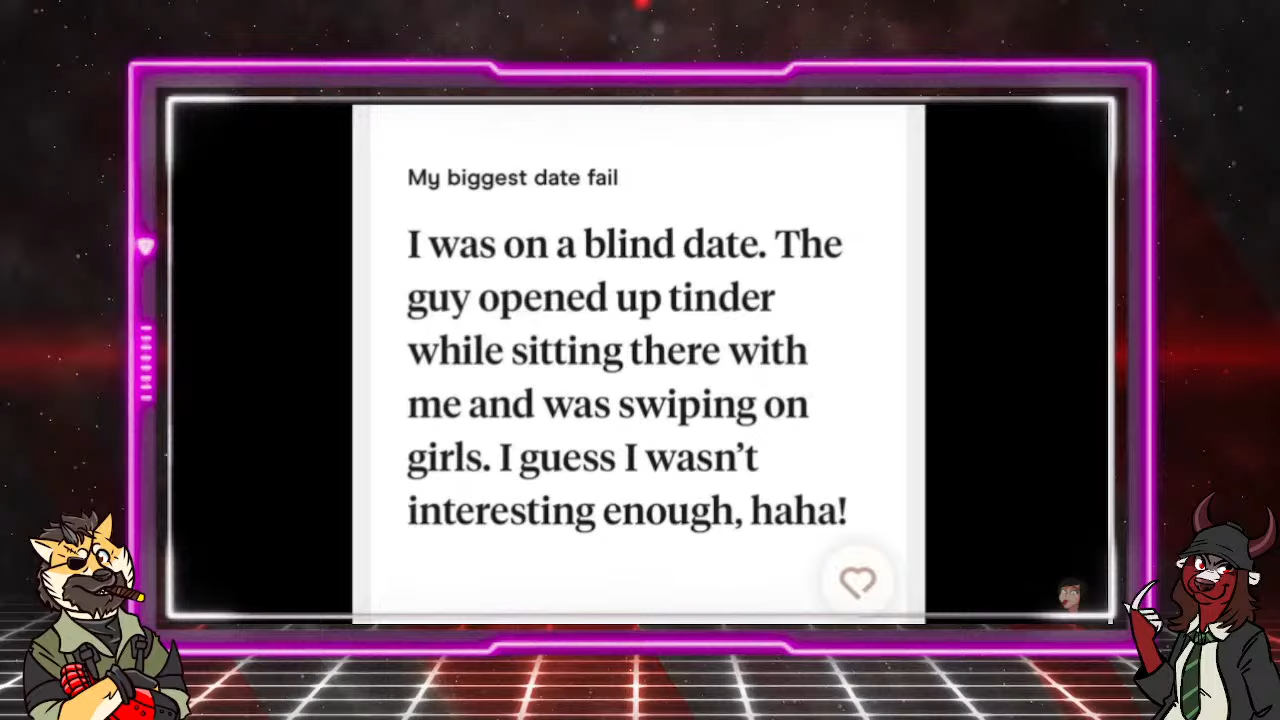 My biggest date fail
I was on a blind date. The
guy opened up tinder
while sitting there with
me and was swiping on
girls. I guess I wasn’t
interesting enough, haha!